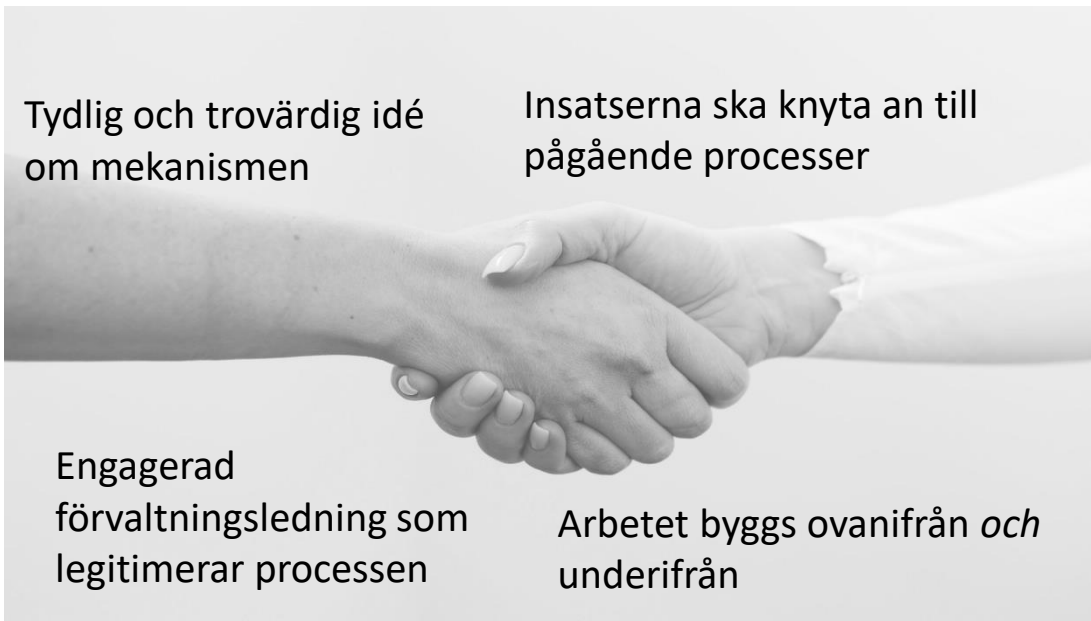 Tydlig och trovärdig idé
om mekanismen
Insatserna ska knyta an till
pågående processer
Engagerad
förvaltningsledning som
legitimerar processen
Arbetet byggs ovanifrån och
underifrån